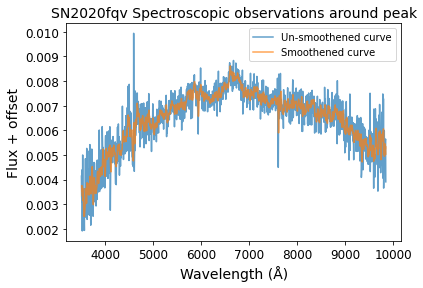 SN2020fqv Spectroscopic observations around peak
Un-smoothened curve
Smoothened curve
Flux + offset
0.010
0.009
0.008
0.007
0.006
0.005
0.004
0.003
0.002
4000 5000 6000 7000 8000 9000 10000
Wavelength (Å)